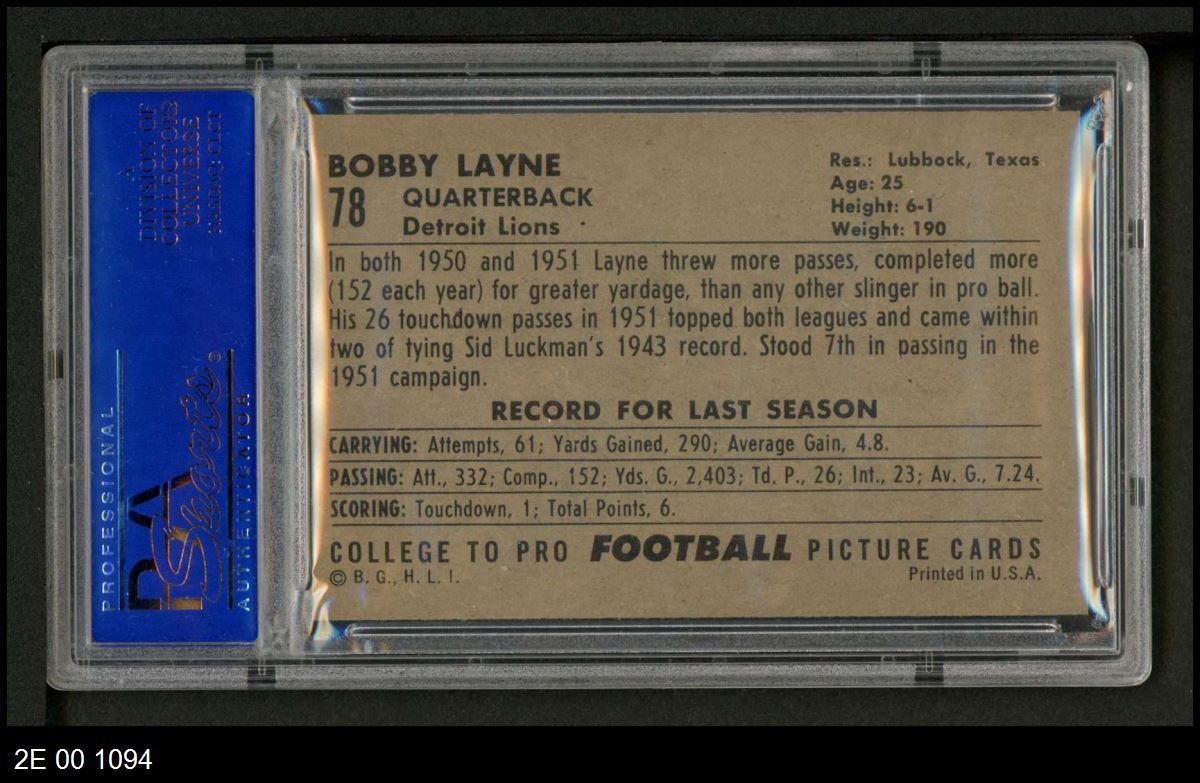 A
DIVISION OF
COLLECTORS
UNIVERSE
NASDAQ: CLCT
PROFESSIONAL
PSA
Sports
®
AUTHENTICATOR
BOBBY LAYNE
78 QUARTERBACK
Detroit Lions
Res.: Lubbock, Texas
Age: 25
Height: 6-1
Weight: 190
In both 1950 and 1951 Layne threw more passes, completed more
(152 each year) for greater yardage, than any other slinger in pro ball.
His 26 touchdown passes in 1951 topped both leagues and came within
two of tying Sid Luckman's 1943 record. Stood 7th in passing in the
1951 campaign.
RECORD FOR LAST SEASON
CARRYING: Attempts, 61; Yards Gained, 290; Average Gain, 4.8.
PASSING: Att., 332; Comp., 152; Yds. G., 2,403; Td. P., 26; Int., 23; Av. G., 7.24.
SCORING: Touchdown, 1; Total Points, 6.
COLLEGE TO PRO FOOTBALL PICTURE CARDS
© B. G., H. L. I.
Printed in U.S.A.
2E 00 1094